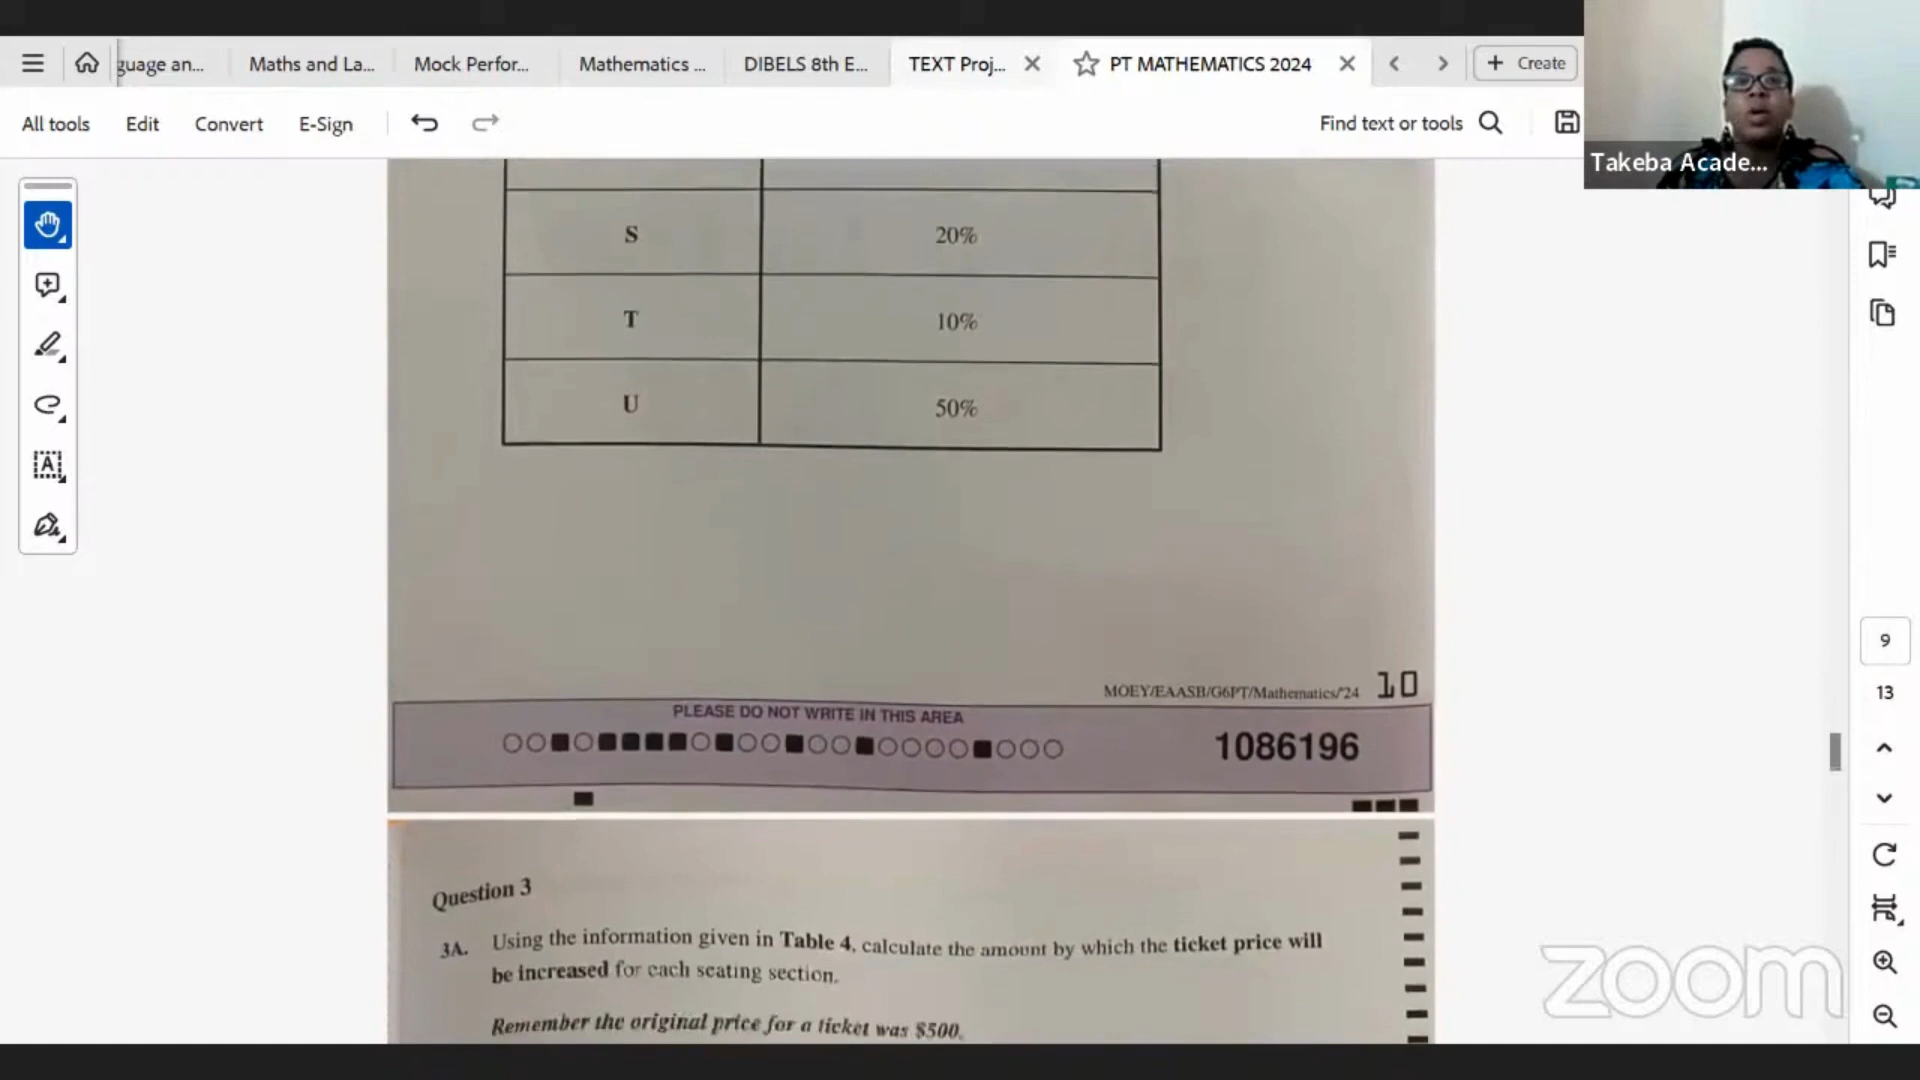 guage an...
Maths and La...
Mock Perfor...
Mathematics ...
DIBELS 8th E...
TEXT Proj...
PT MATHEMATICS 2024
+ Create
All tools
Edit
Convert
E-Sign
Find text or tools
Takeba Acade...
S 20%
T 10%
U 50%
MOEY/EAASB/G6PT/Mathematics/'24 10
PLEASE DO NOT WRITE IN THIS AREA
1086196
9
13
Question 3
3A. Using the information given in Table 4, calculate the amount by which the ticket price will
be increased for each seating section.
Remember the original price for a ticket was $500.
zoom